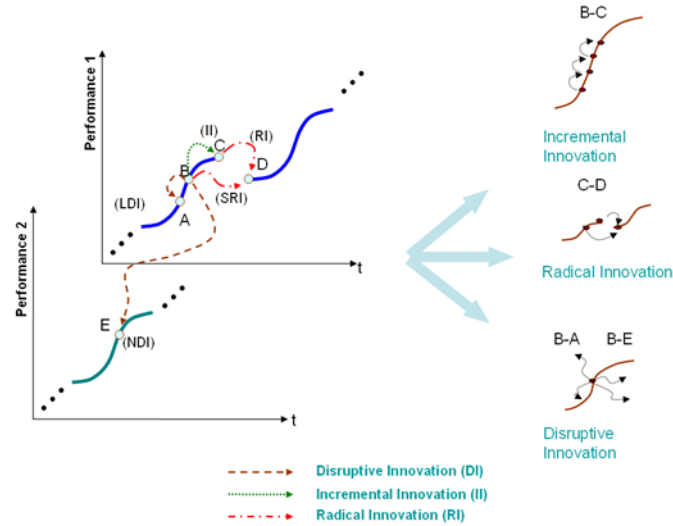 Performance 1
(II)
C
(RI)
B
D
(LDI)
(SRI)
A
t
Performance 2
E
(NDI)
t
B-C
Incremental
Innovation
C-D
Radical Innovation
B-A B-E
Disruptive
Innovation
Disruptive Innovation (DI)
Incremental Innovation (II)
Radical Innovation (RI)